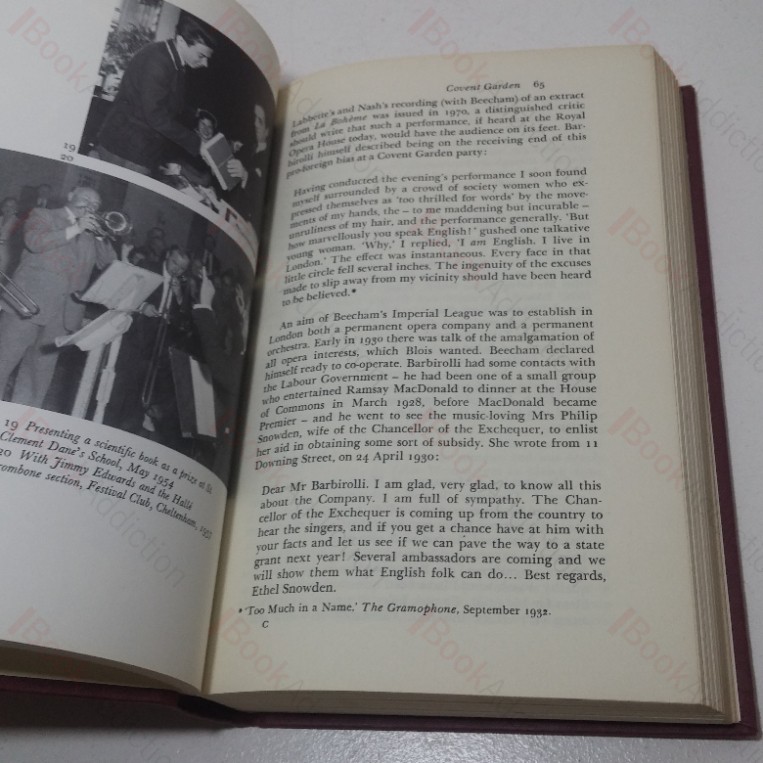 19
20
19 Presenting a scientific book as a prize at St
Clement Dane's School, May 1954
20 With Jimmy Edwards and the Hallé
trombone section, Festival Club, Cheltenham, 1952
Covent Garden 65
Labbette's and Nash's recording (with Beecham) of an extract
from La Bohème was issued in 1970, a distinguished critic
should write that such a performance, if heard at the Royal
Opera House today, would have the audience on its feet. Bar-
birolli himself described being on the receiving end of this
pro-foreign bias at a Covent Garden party:
Having conducted the evening's performance I soon found
myself surrounded by a crowd of society women who ex-
pressed themselves as 'too thrilled for words' by the move-
ments of my hands, the – to me maddening but incurable –
unruliness of my hair, and the performance generally. 'But
how marvellously you speak English!' gushed one talkative
young woman. 'Why,' I replied, 'I am English. I live in
London.' The effect was instantaneous. Every face in that
little circle fell several inches. The ingenuity of the excuses
made to slip away from my vicinity should have been heard
to be believed.*
An aim of Beecham's Imperial League was to establish in
London both a permanent opera company and a permanent
orchestra. Early in 1930 there was talk of the amalgamation of
all opera interests, which Blois wanted. Beecham declared
himself ready to co-operate. Barbirolli had some contacts with
the Labour Government – he had been one of a small group
who entertained Ramsay MacDonald to dinner at the House
of Commons in March 1928, before MacDonald became
Premier – and he went to see the music-loving Mrs Philip
Snowden, wife of the Chancellor of the Exchequer, to enlist
her aid in obtaining some sort of subsidy. She wrote from 11
Downing Street, on 24 April 1930:
Dear Mr Barbirolli. I am glad, very glad, to know all this
about the Company. I am full of sympathy. The Chan-
cellor of the Exchequer is coming up from the country to
hear the singers, and if you get a chance have at him with
your facts and let us see if we can pave the way to a state
grant next year! Several ambassadors are coming and we
will show them what English folk can do... Best regards,
Ethel Snowden.
* 'Too Much in a Name.' The Gramophone, September 1932.
C
BookAddiction